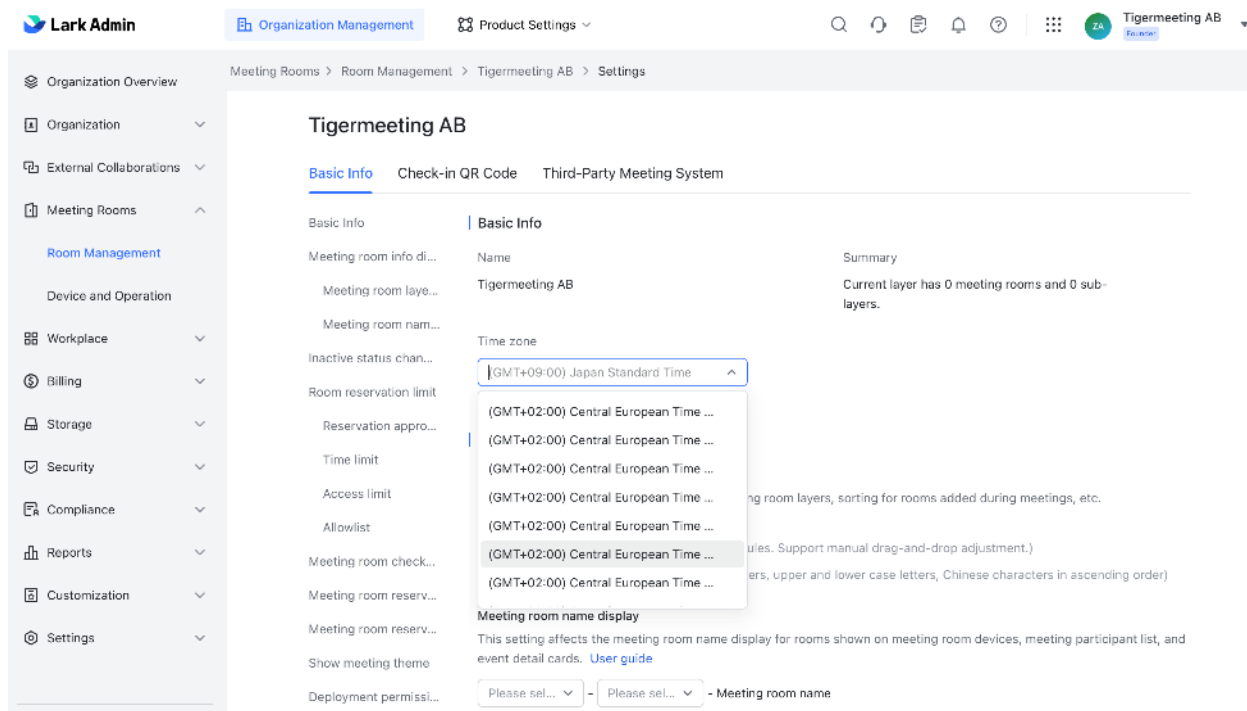 Lark Admin
Organization Management
Product Settings
ZA
Tigermeeting AB
Founder
Organization Overview
Organization
External Collaborations
Meeting Rooms
Room Management
Device and Operation
Workplace
Billing
Storage
Security
Compliance
Reports
Customization
Settings
Meeting Rooms > Room Management > Tigermeeting AB > Settings
Tigermeeting AB
Basic Info
Check-in QR Code
Third-Party Meeting System
Basic Info
Meeting room info di...
Meeting room laye...
Meeting room nam...
Inactive status chan...
Room reservation limit
Reservation appro...
Time limit
Access limit
Allowlist
Meeting room check...
Meeting room reserv...
Meeting room reserv...
Show meeting theme
Deployment permissi...
Basic Info
Name
Tigermeeting AB
Summary
Current layer has 0 meeting rooms and 0 sub-
layers.
Time zone
(GMT+09:00) Japan Standard Time
(GMT+02:00) Central European Time ...
(GMT+02:00) Central European Time ...
(GMT+02:00) Central European Time ...
(GMT+02:00) Central European Time ...
(GMT+02:00) Central European Time ...
(GMT+02:00) Central European Time ...
(GMT+02:00) Central European Time ...
room layers, sorting for rooms added during meetings, etc.
Support manual drag-and-drop adjustment.)
upper and lower case letters, Chinese characters in ascending order)
Meeting room name display
This setting affects the meeting room name display for rooms shown on meeting room devices, meeting participant list, and
event detail cards. User guide
Please sel... - Please sel... - Meeting room name